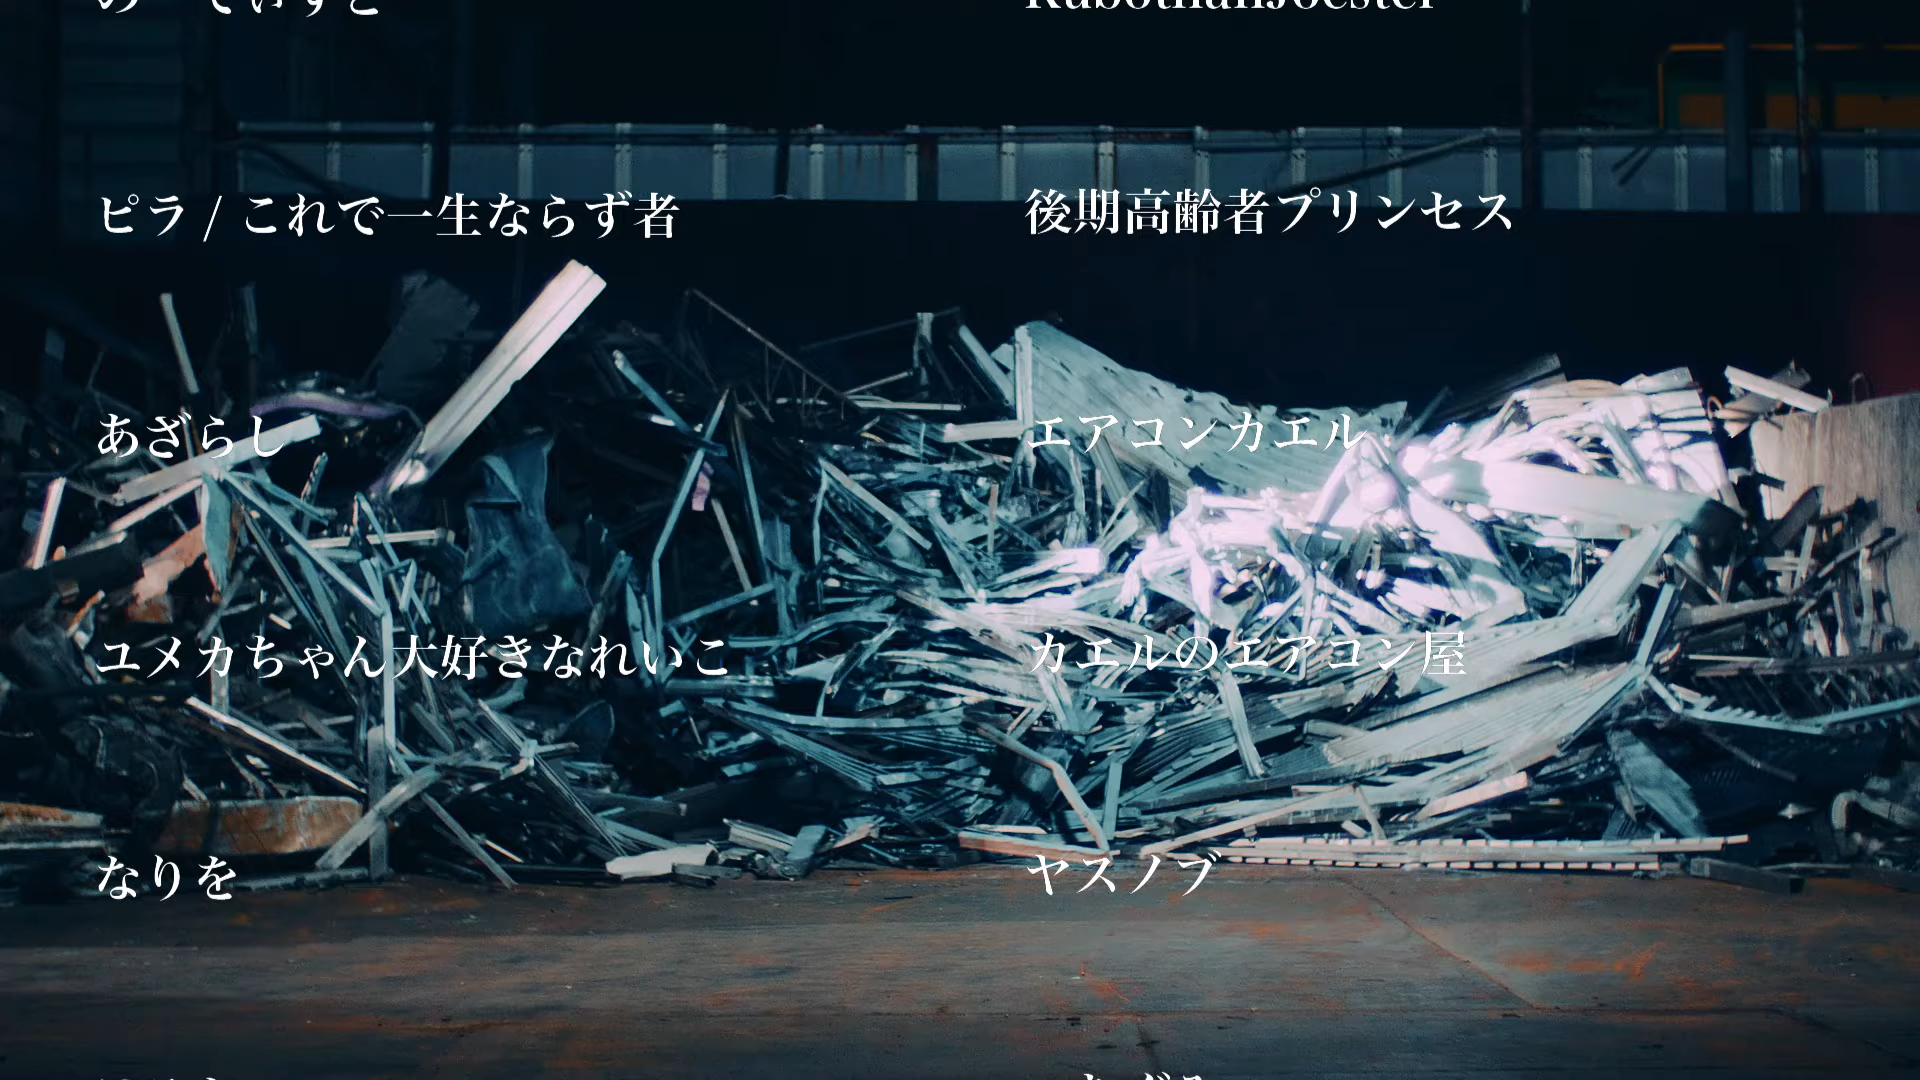 ピラ / これで一生ならず者
後期高齢者プリンセス
あざらし
エアコンカエル
ユメカちゃん大好きなれいこ
カエルのエアコン屋
なりを
ヤスノブ